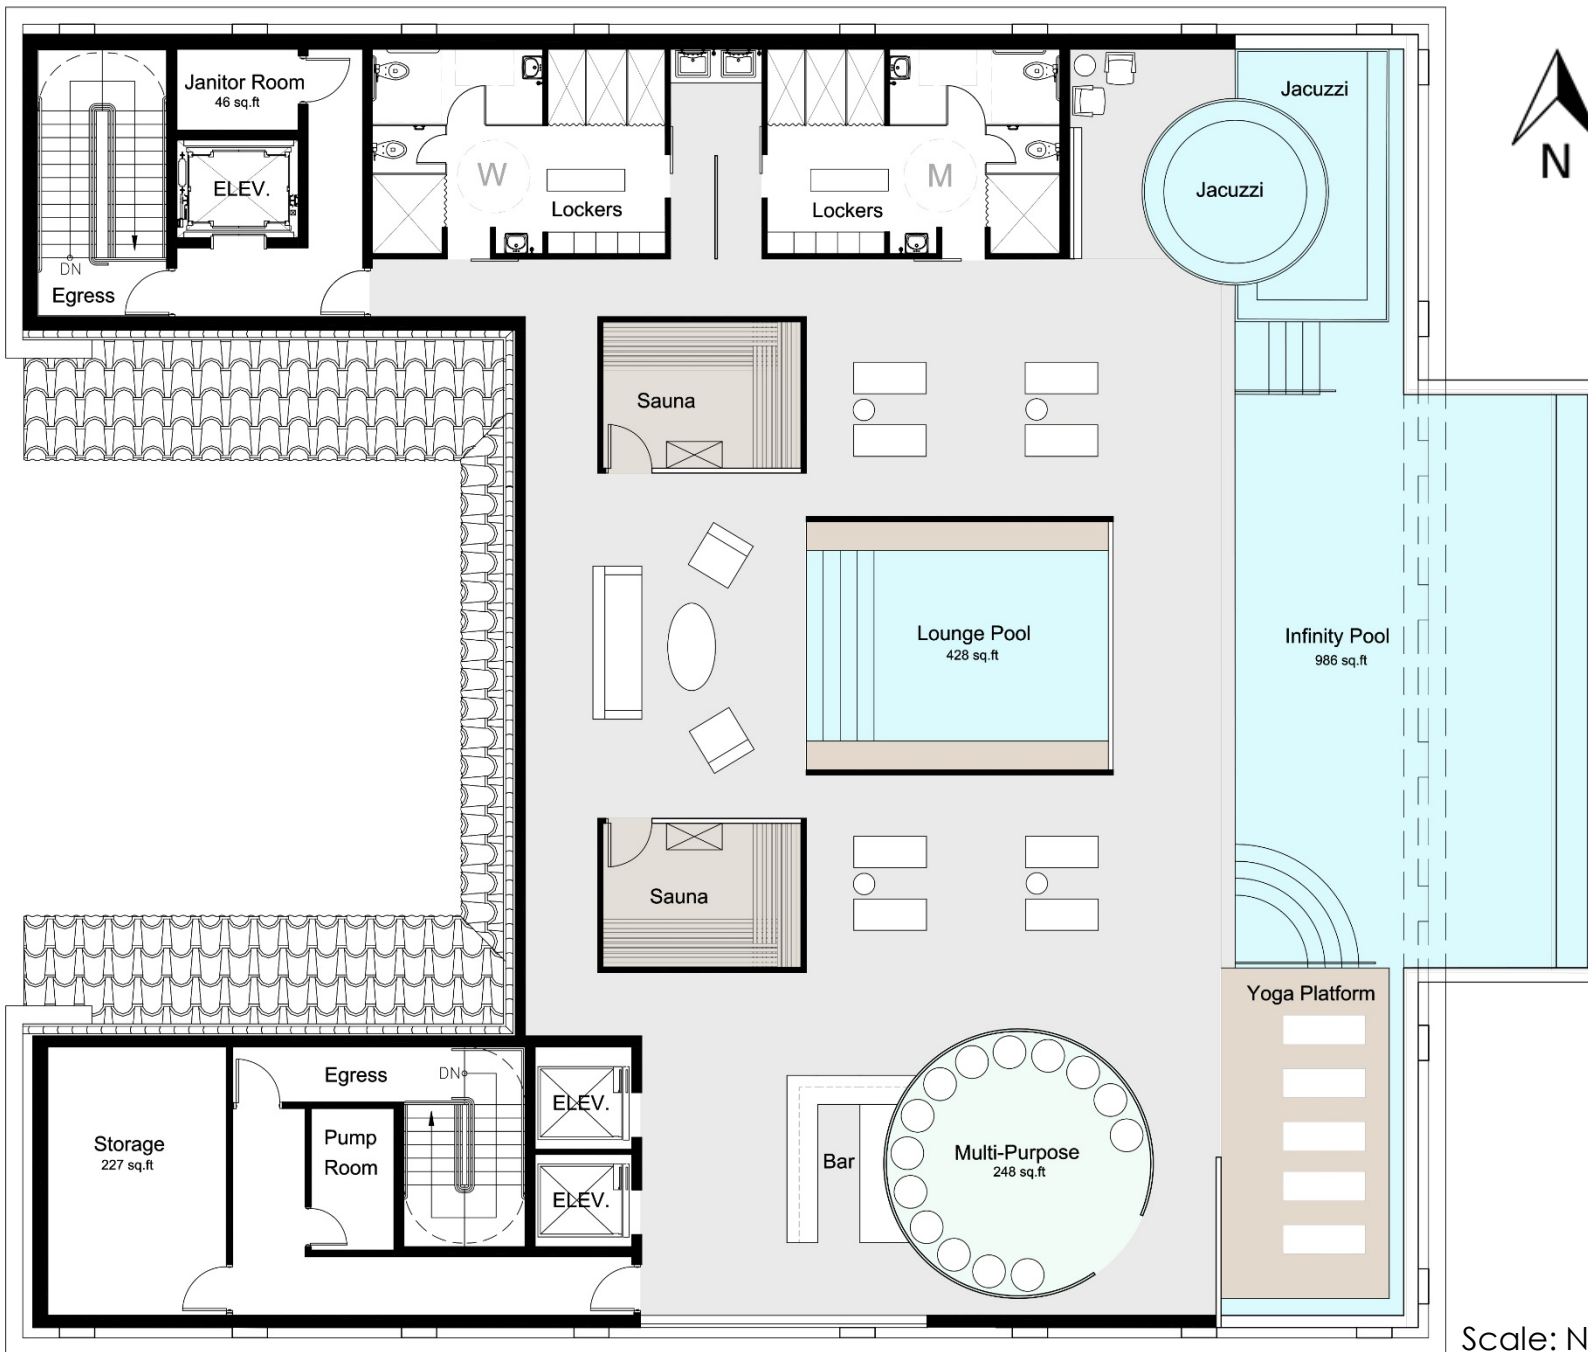 Janitor Room
46 sq.ft
Jacuzzi
N
ELEV.
W
M
Jacuzzi
Lockers
Lockers
DN
Egress
Sauna
Lounge Pool
428 sq.ft
Infinity Pool
986 sq.ft
Sauna
Yoga Platform
Egress
DN
ELEV.
Storage
227 sq.ft
Pump
Room
Bar
Multi-Purpose
248 sq.ft
ELEV.
Scale: N